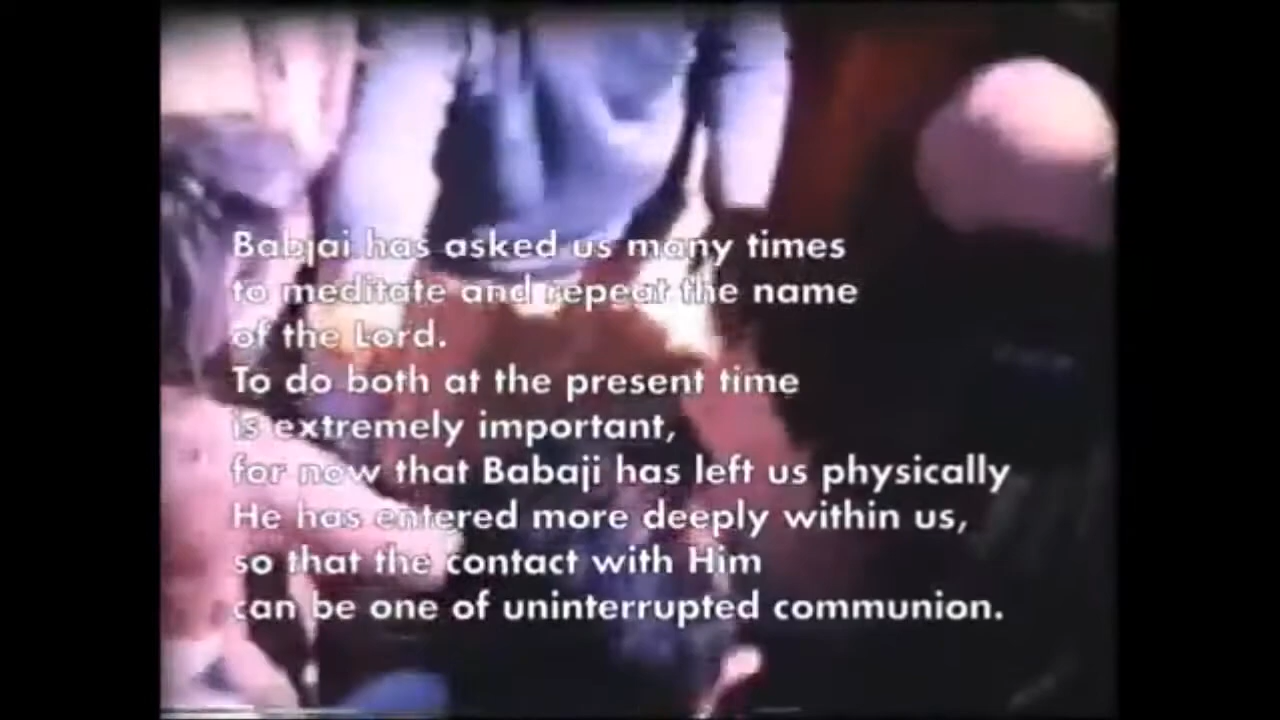 Babjai has asked us many times
to meditate and repeat the name
of the Lord.
To do both at the present time
is extremely important,
for now that Babaji has left us physically
He has entered more deeply within us,
so that the contact with Him
can be one of uninterrupted communion.